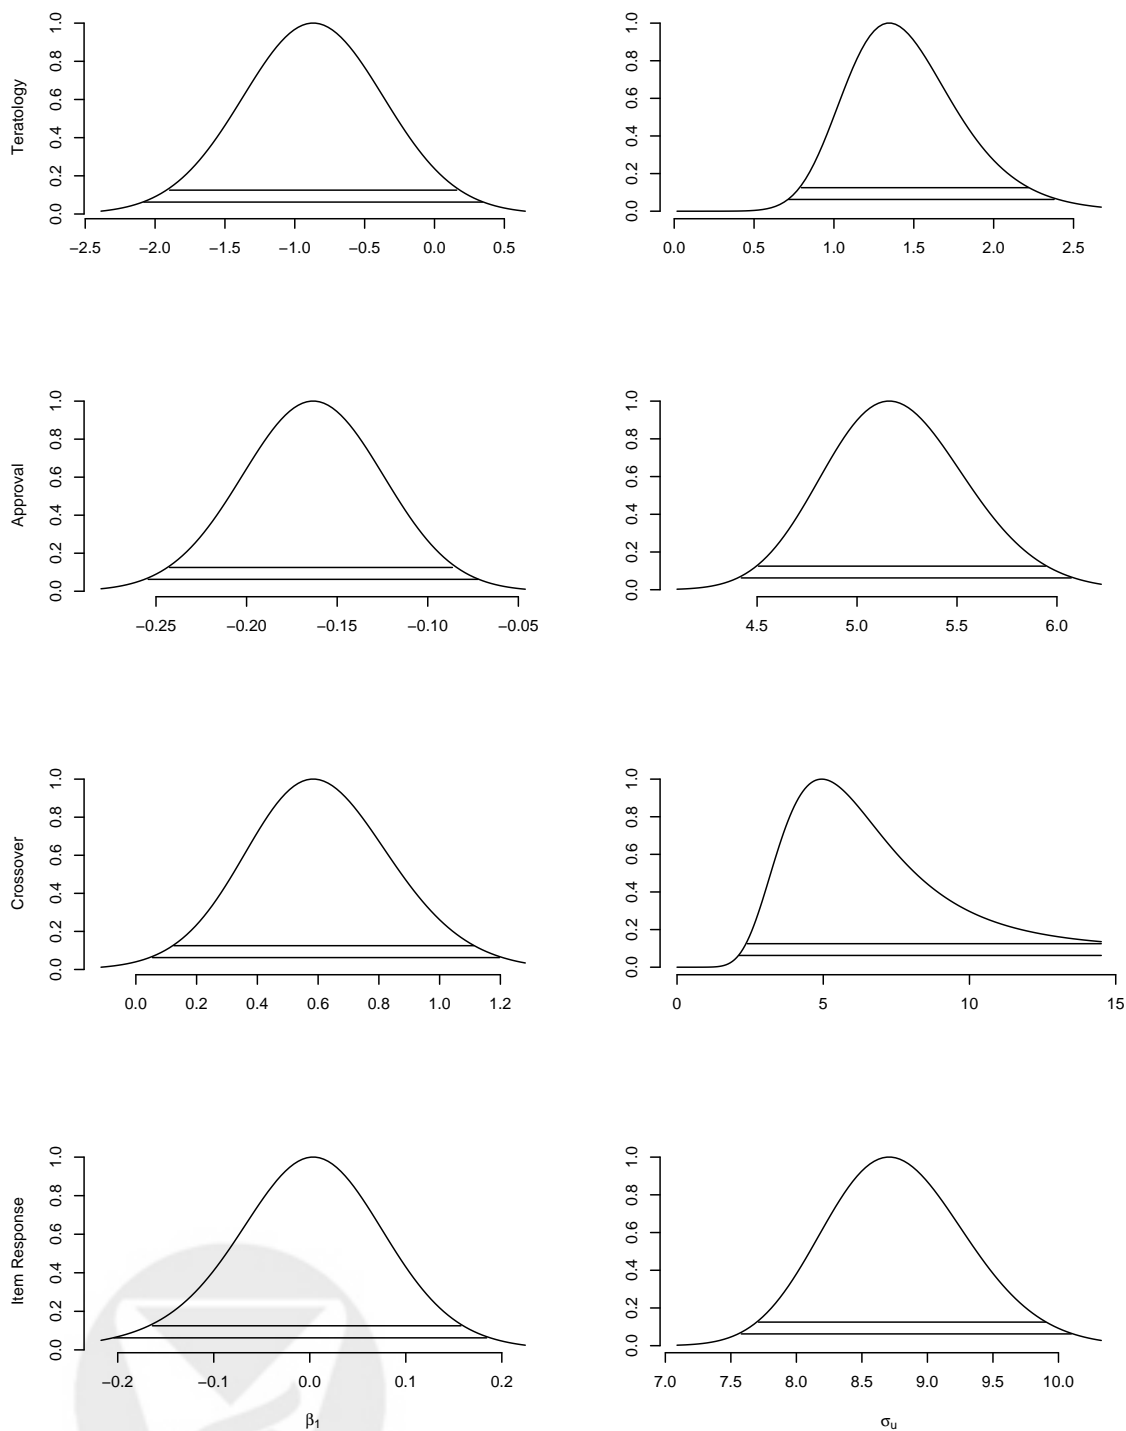 Teratology
0.0 0.2 0.4 0.6 0.8 1.0
−2.5 −2.0 −1.5 −1.0 −0.5 0.0 0.5
0.0 0.2 0.4 0.6 0.8 1.0
0.0 0.5 1.0 1.5 2.0 2.5
Approval
0.0 0.2 0.4 0.6 0.8 1.0
−0.25 −0.20 −0.15 −0.10 −0.05
0.0 0.2 0.4 0.6 0.8 1.0
4.5 5.0 5.5 6.0
Crossover
0.0 0.2 0.4 0.6 0.8 1.0
0.0 0.2 0.4 0.6 0.8 1.0 1.2
0.0 0.2 0.4 0.6 0.8 1.0
0 5 10 15
Item Response
0.0 0.2 0.4 0.6 0.8 1.0
−0.2 −0.1 0.0 0.1 0.2
β₁
0.0 0.2 0.4 0.6 0.8 1.0
7.0 7.5 8.0 8.5 9.0 9.5 10.0
σᵤ